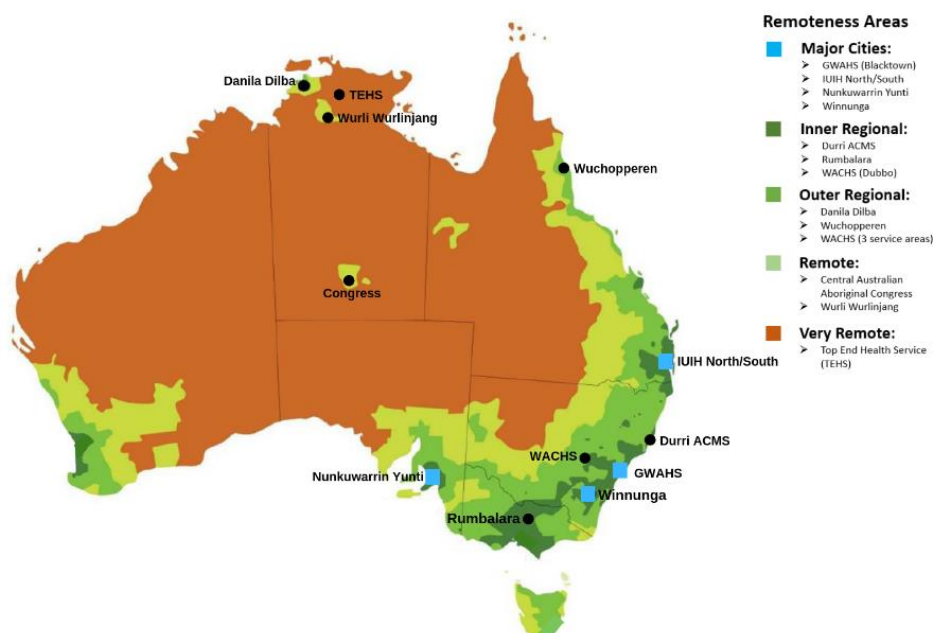 Remoteness Areas
Major Cities:
➤ GWAHS (Blacktown)
➤ IUIH North/South
➤ Nunkuwarrin Yunti
➤ Winnunga
Inner Regional:
➤ Durri ACMS
➤ Rumbalara
➤ WACHS (Dubbo)
Outer Regional:
➤ Danila Dilba
➤ Wuchopperen
➤ WACHS (3 service areas)
Remote:
➤ Central Australian
Aboriginal Congress
➤ Wurli Wurlinjang
Very Remote:
➤ Top End Health Service
(TEHS)
Danila Dilba
TEHS
Wurli Wurlinjang
Wuchopperen
Congress
IUIH North/South
Durri ACMS
WACHS
GWAHS
Nunkuwarrin Yunti
Winnunga
Rumbalara